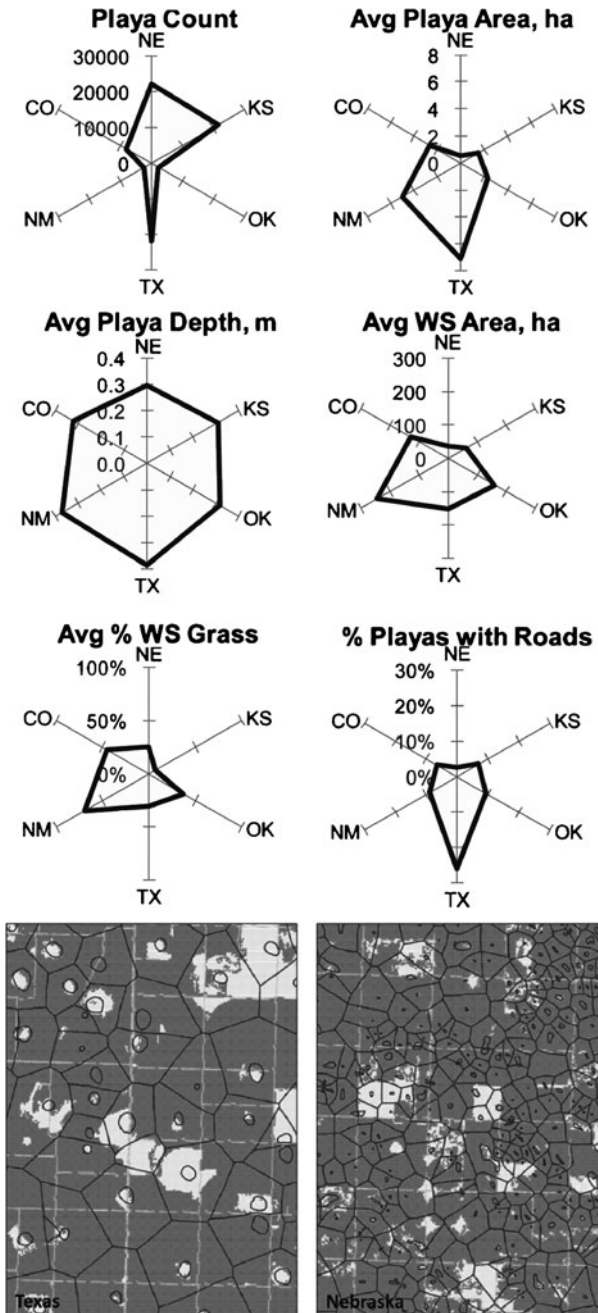 Playa Count
NE
30000
20000
10000
0
CO
KS
NM
OK
TX
Avg Playa Area, ha
NE
8
6
4
2
0
CO
KS
NM
OK
TX
Avg Playa Depth, m
NE
0.4
0.3
0.2
0.1
0.0
CO
KS
NM
OK
TX
Avg WS Area, ha
NE
300
200
100
0
CO
KS
NM
OK
TX
Avg % WS Grass
NE
100%
50%
0%
CO
KS
NM
OK
TX
% Playas with Roads
NE
30%
20%
10%
0%
CO
KS
NM
OK
TX
Texas
Nebraska